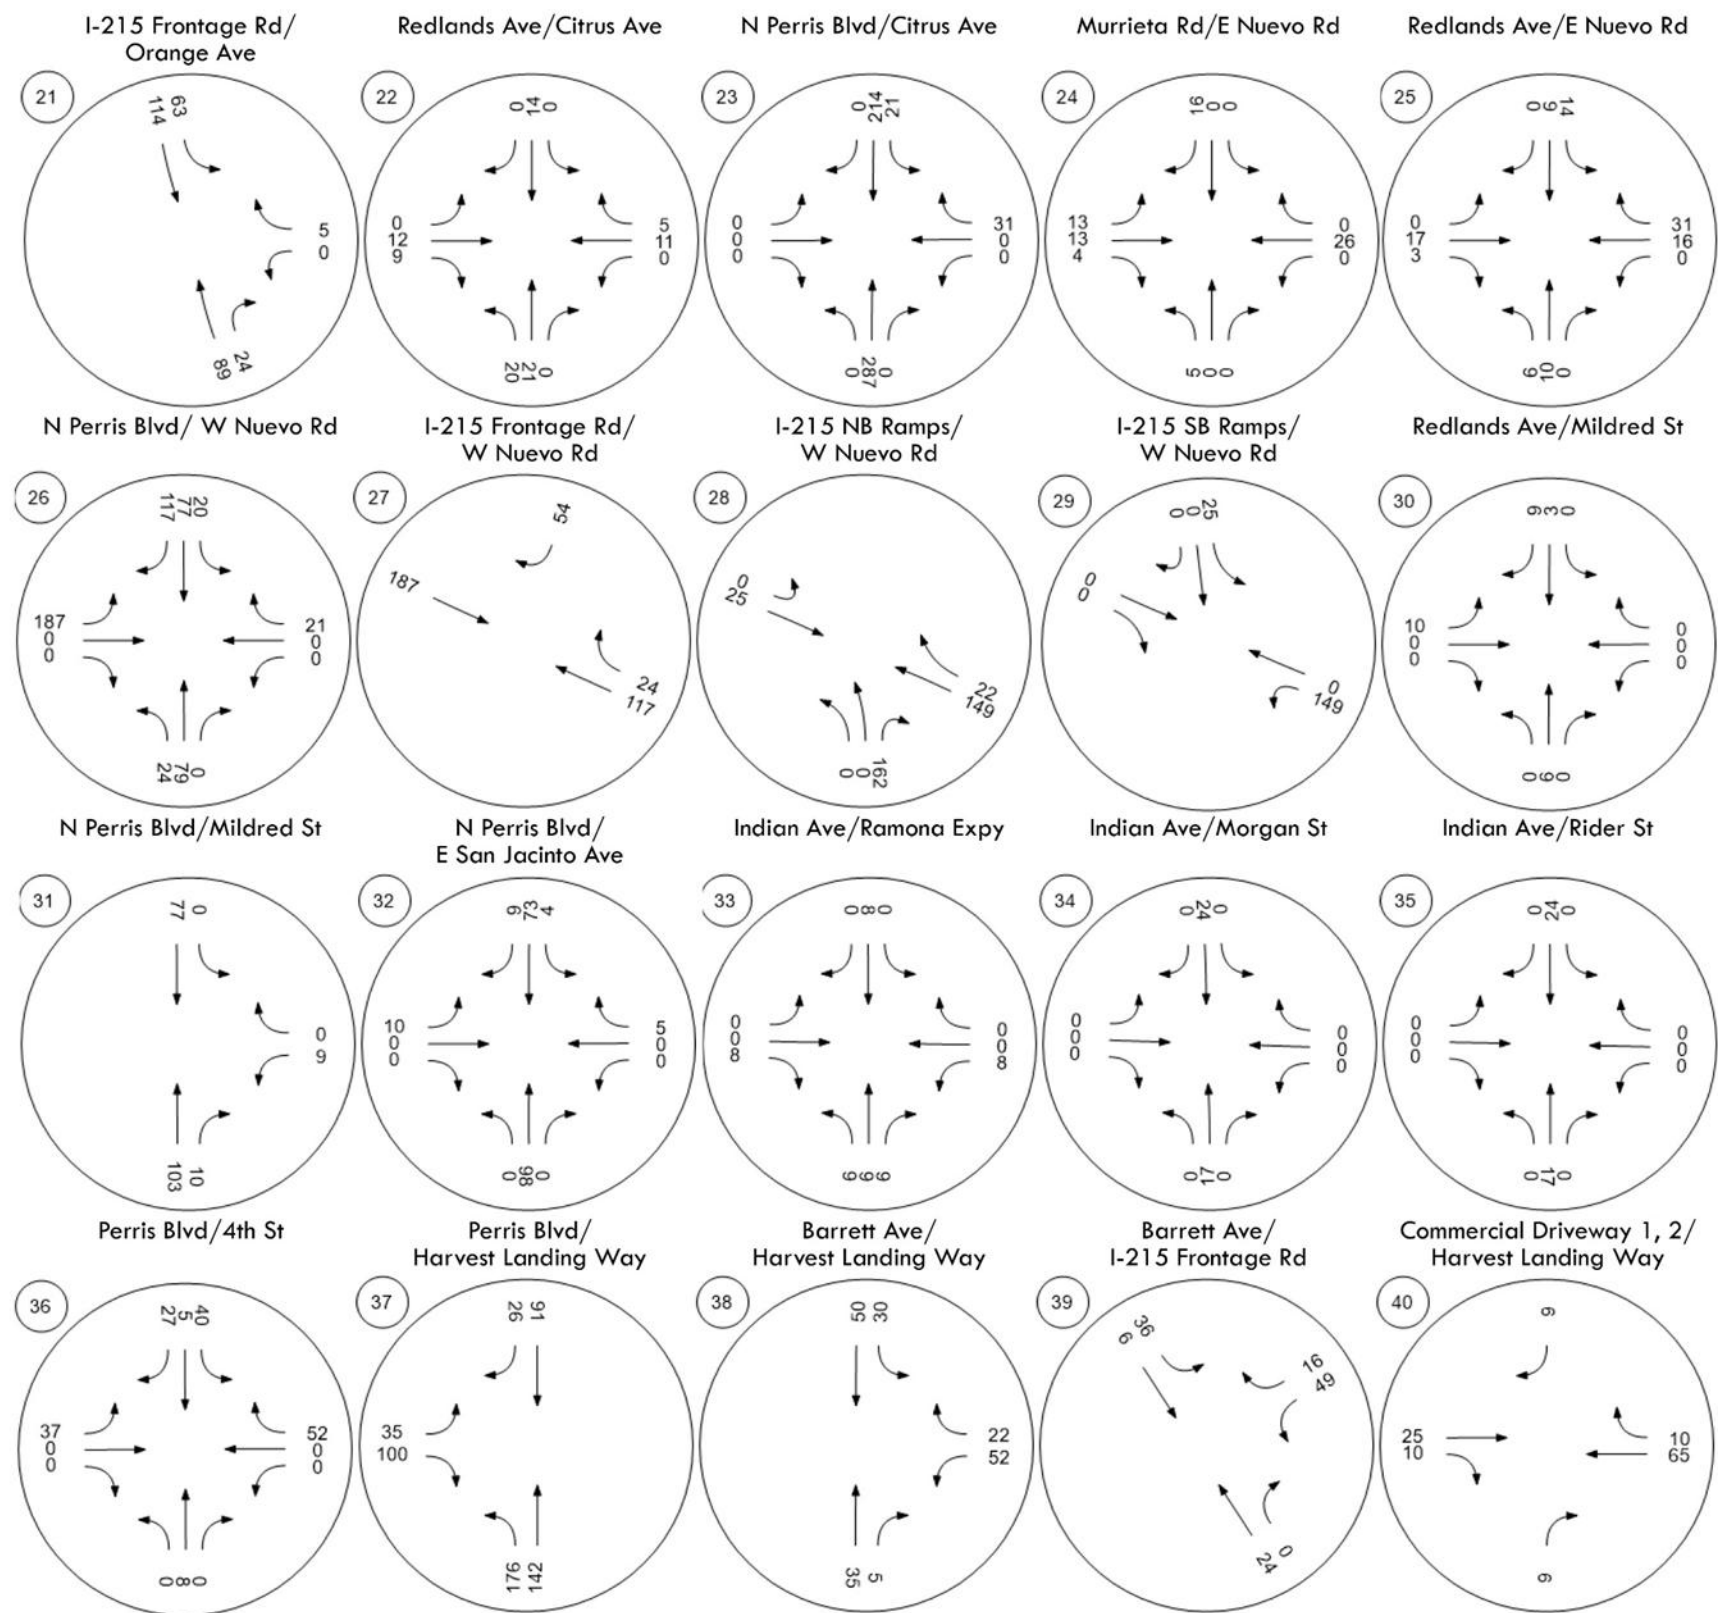 I-215 Frontage Rd/
Orange Ave
21
114 63
5
0
89 24
Redlands Ave/Citrus Ave
22
0 14 0
0
12
9
5
11
0
20 21 0
N Perris Blvd/Citrus Ave
23
0 214 21
0
0
0
31
0
0
0 287 0
Murrieta Rd/E Nuevo Rd
24
16 0 0
13
13
4
0
26
0
5 0 0
Redlands Ave/E Nuevo Rd
25
0 9 14
0
17
3
31
16
0
6 10 0
N Perris Blvd/ W Nuevo Rd
26
117 77 20
187
0
0
21
0
0
24 79 0
I-215 Frontage Rd/
W Nuevo Rd
27
54
187
24
117
I-215 NB Ramps/
W Nuevo Rd
28
0
25
22
149
0 0 162
I-215 SB Ramps/
W Nuevo Rd
29
0 0 25
0
0
0
149
Redlands Ave/Mildred St
30
9 3 0
10
0
0
0
0
0
0 6 0
N Perris Blvd/Mildred St
31
77 0
0
9
103 10
N Perris Blvd/
E San Jacinto Ave
32
9 73 4
10
0
0
5
0
0
0 98 0
Indian Ave/Ramona Expy
33
0 8 0
0
0
8
0
0
8
6 6 6
Indian Ave/Morgan St
34
0 24 0
0
0
0
0
0
0
0 17 0
Indian Ave/Rider St
35
0 24 0
0
0
0
0
0
0
0 17 0
Perris Blvd/4th St
36
27 5 40
37
0
0
52
0
0
0 8 0
Perris Blvd/
Harvest Landing Way
37
26 91
35
100
176 142
Barrett Ave/
Harvest Landing Way
38
50 30
22
52
35 5
Barrett Ave/
I-215 Frontage Rd
39
6 36
16
49
24 0
Commercial Driveway 1, 2/
Harvest Landing Way
40
9
25
10
10
65
9